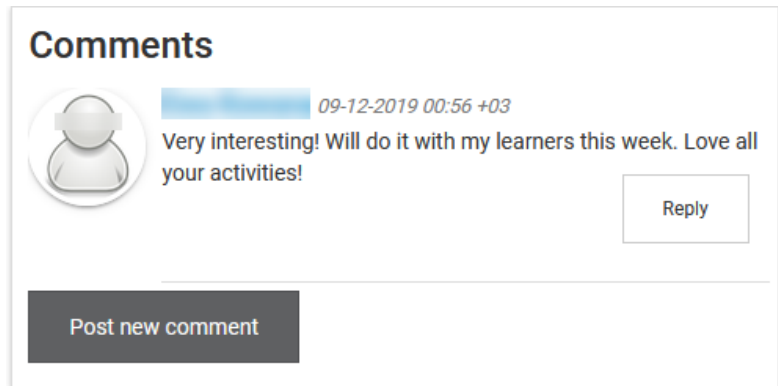 Comments
09-12-2019 00:56 +03
Very interesting! Will do it with my learners this week. Love all
your activities!
Reply
Post new comment